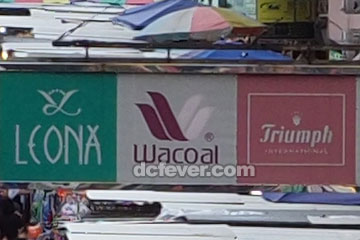 LEONA
Wacoal®
Triumph
INTERNATIONAL
dcfever.com